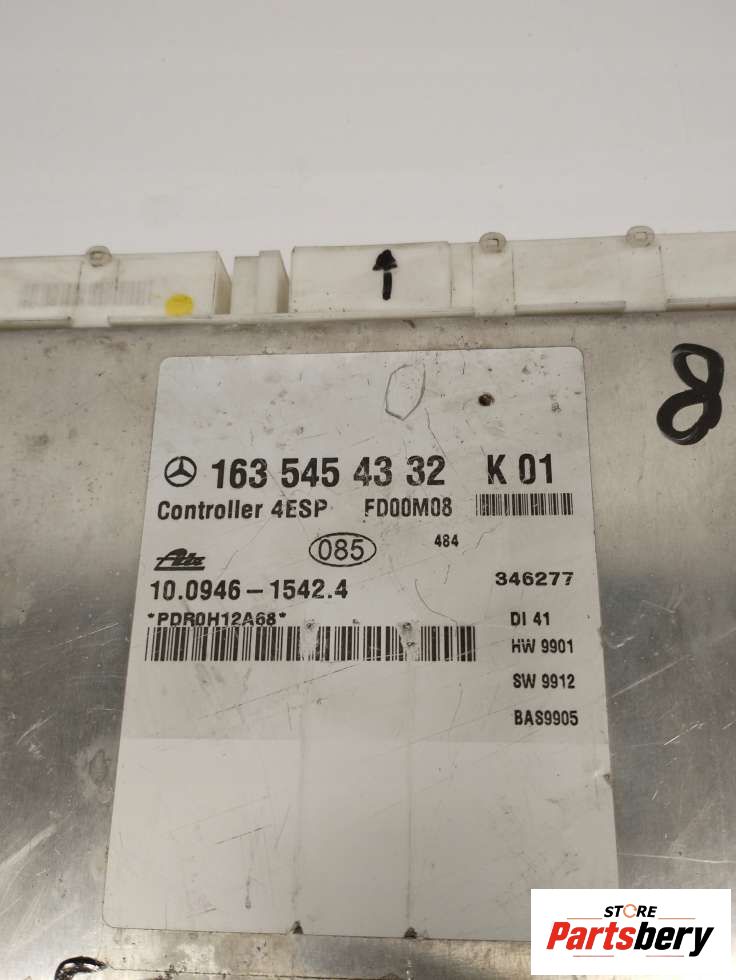 8
163 545 43 32 K 01
Controller 4ESP FD00M08
Ate 085 484
10.0946-1542.4 346277
*PDR0H12A68* DI 41
HW 9901
SW 9912
BAS9905
STORE
Partsbery